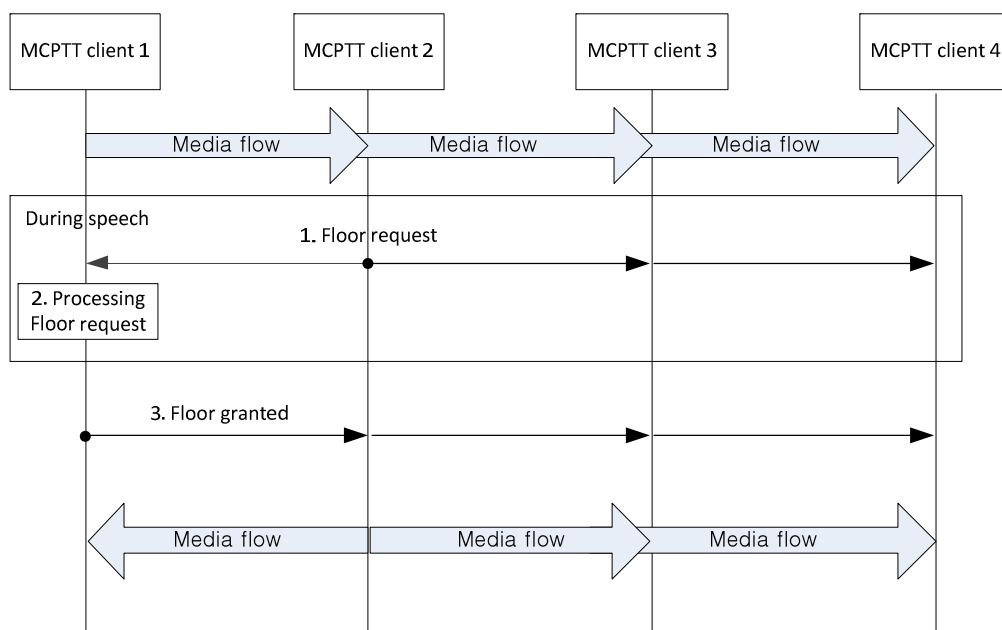 MCPTT client 1
MCPTT client 2
MCPTT client 3
MCPTT client 4
Media flow
Media flow
Media flow
During speech
1. Floor request
2. Processing
Floor request
3. Floor granted
Media flow
Media flow
Media flow